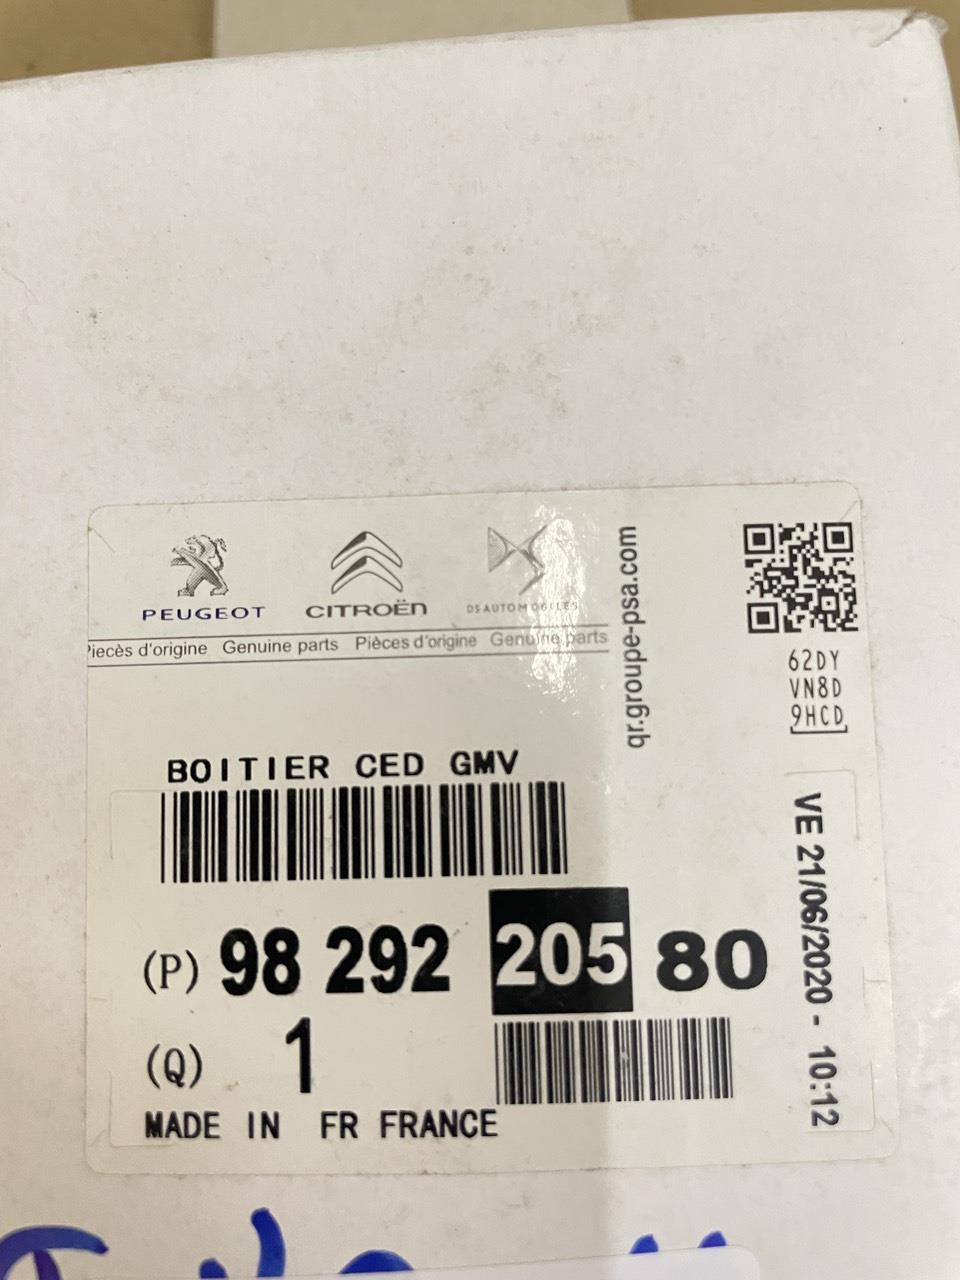 PEUGEOT CITROËN DS AUTOMOBILES
Piecès d'origine Genuine parts Pièces d'origine Genuine parts
qr.groupe-psa.com
62DY
VN8D
9HCD
BOITIER CED GMV
(P) 98 292 205 80
(Q) 1
MADE IN FR FRANCE
VE 21/06/2020 - 10:12